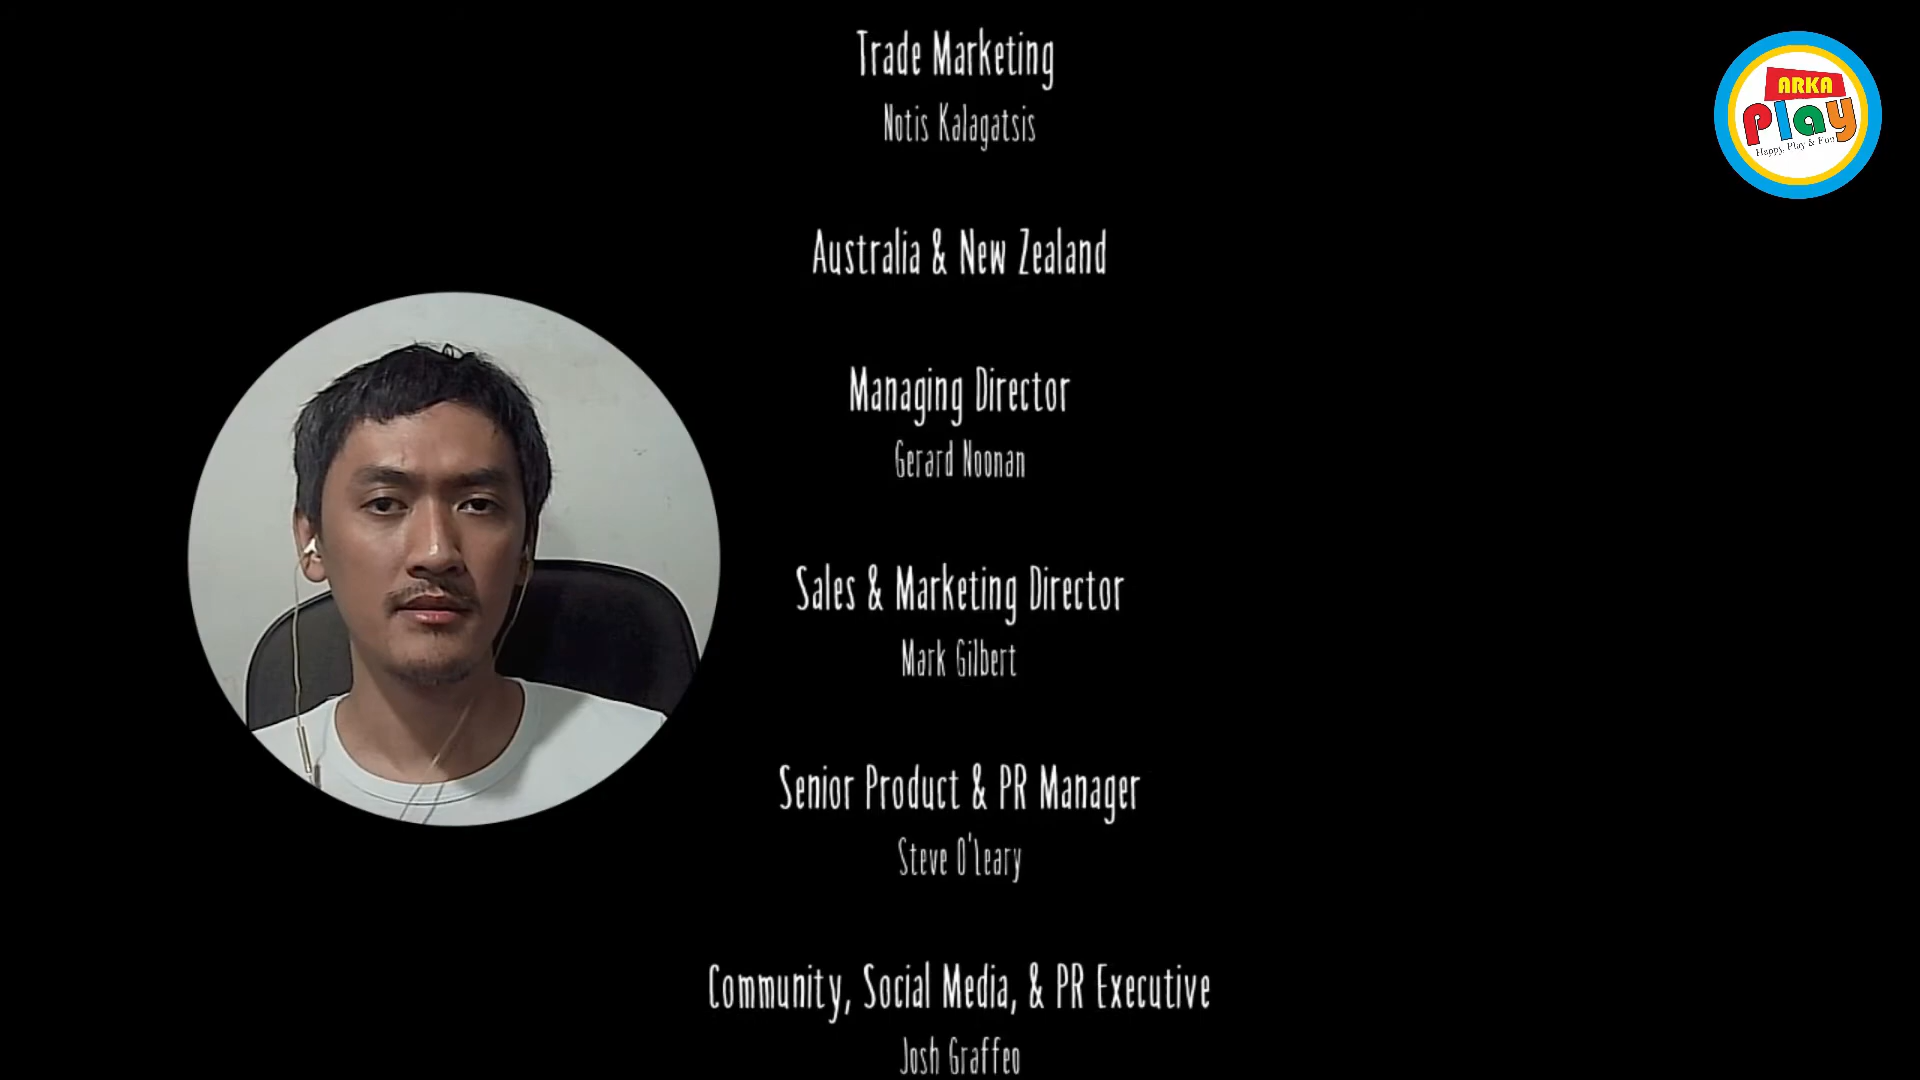 Trade Marketing
Notis Kalagatsis
Australia & New Zealand
Managing Director
Gerard Noonan
Sales & Marketing Director
Mark Gilbert
Senior Product & PR Manager
Steve O'Leary
Community, Social Media, & PR Executive
Josh Graffeo
ARKA
play
Happy, Play & Fun